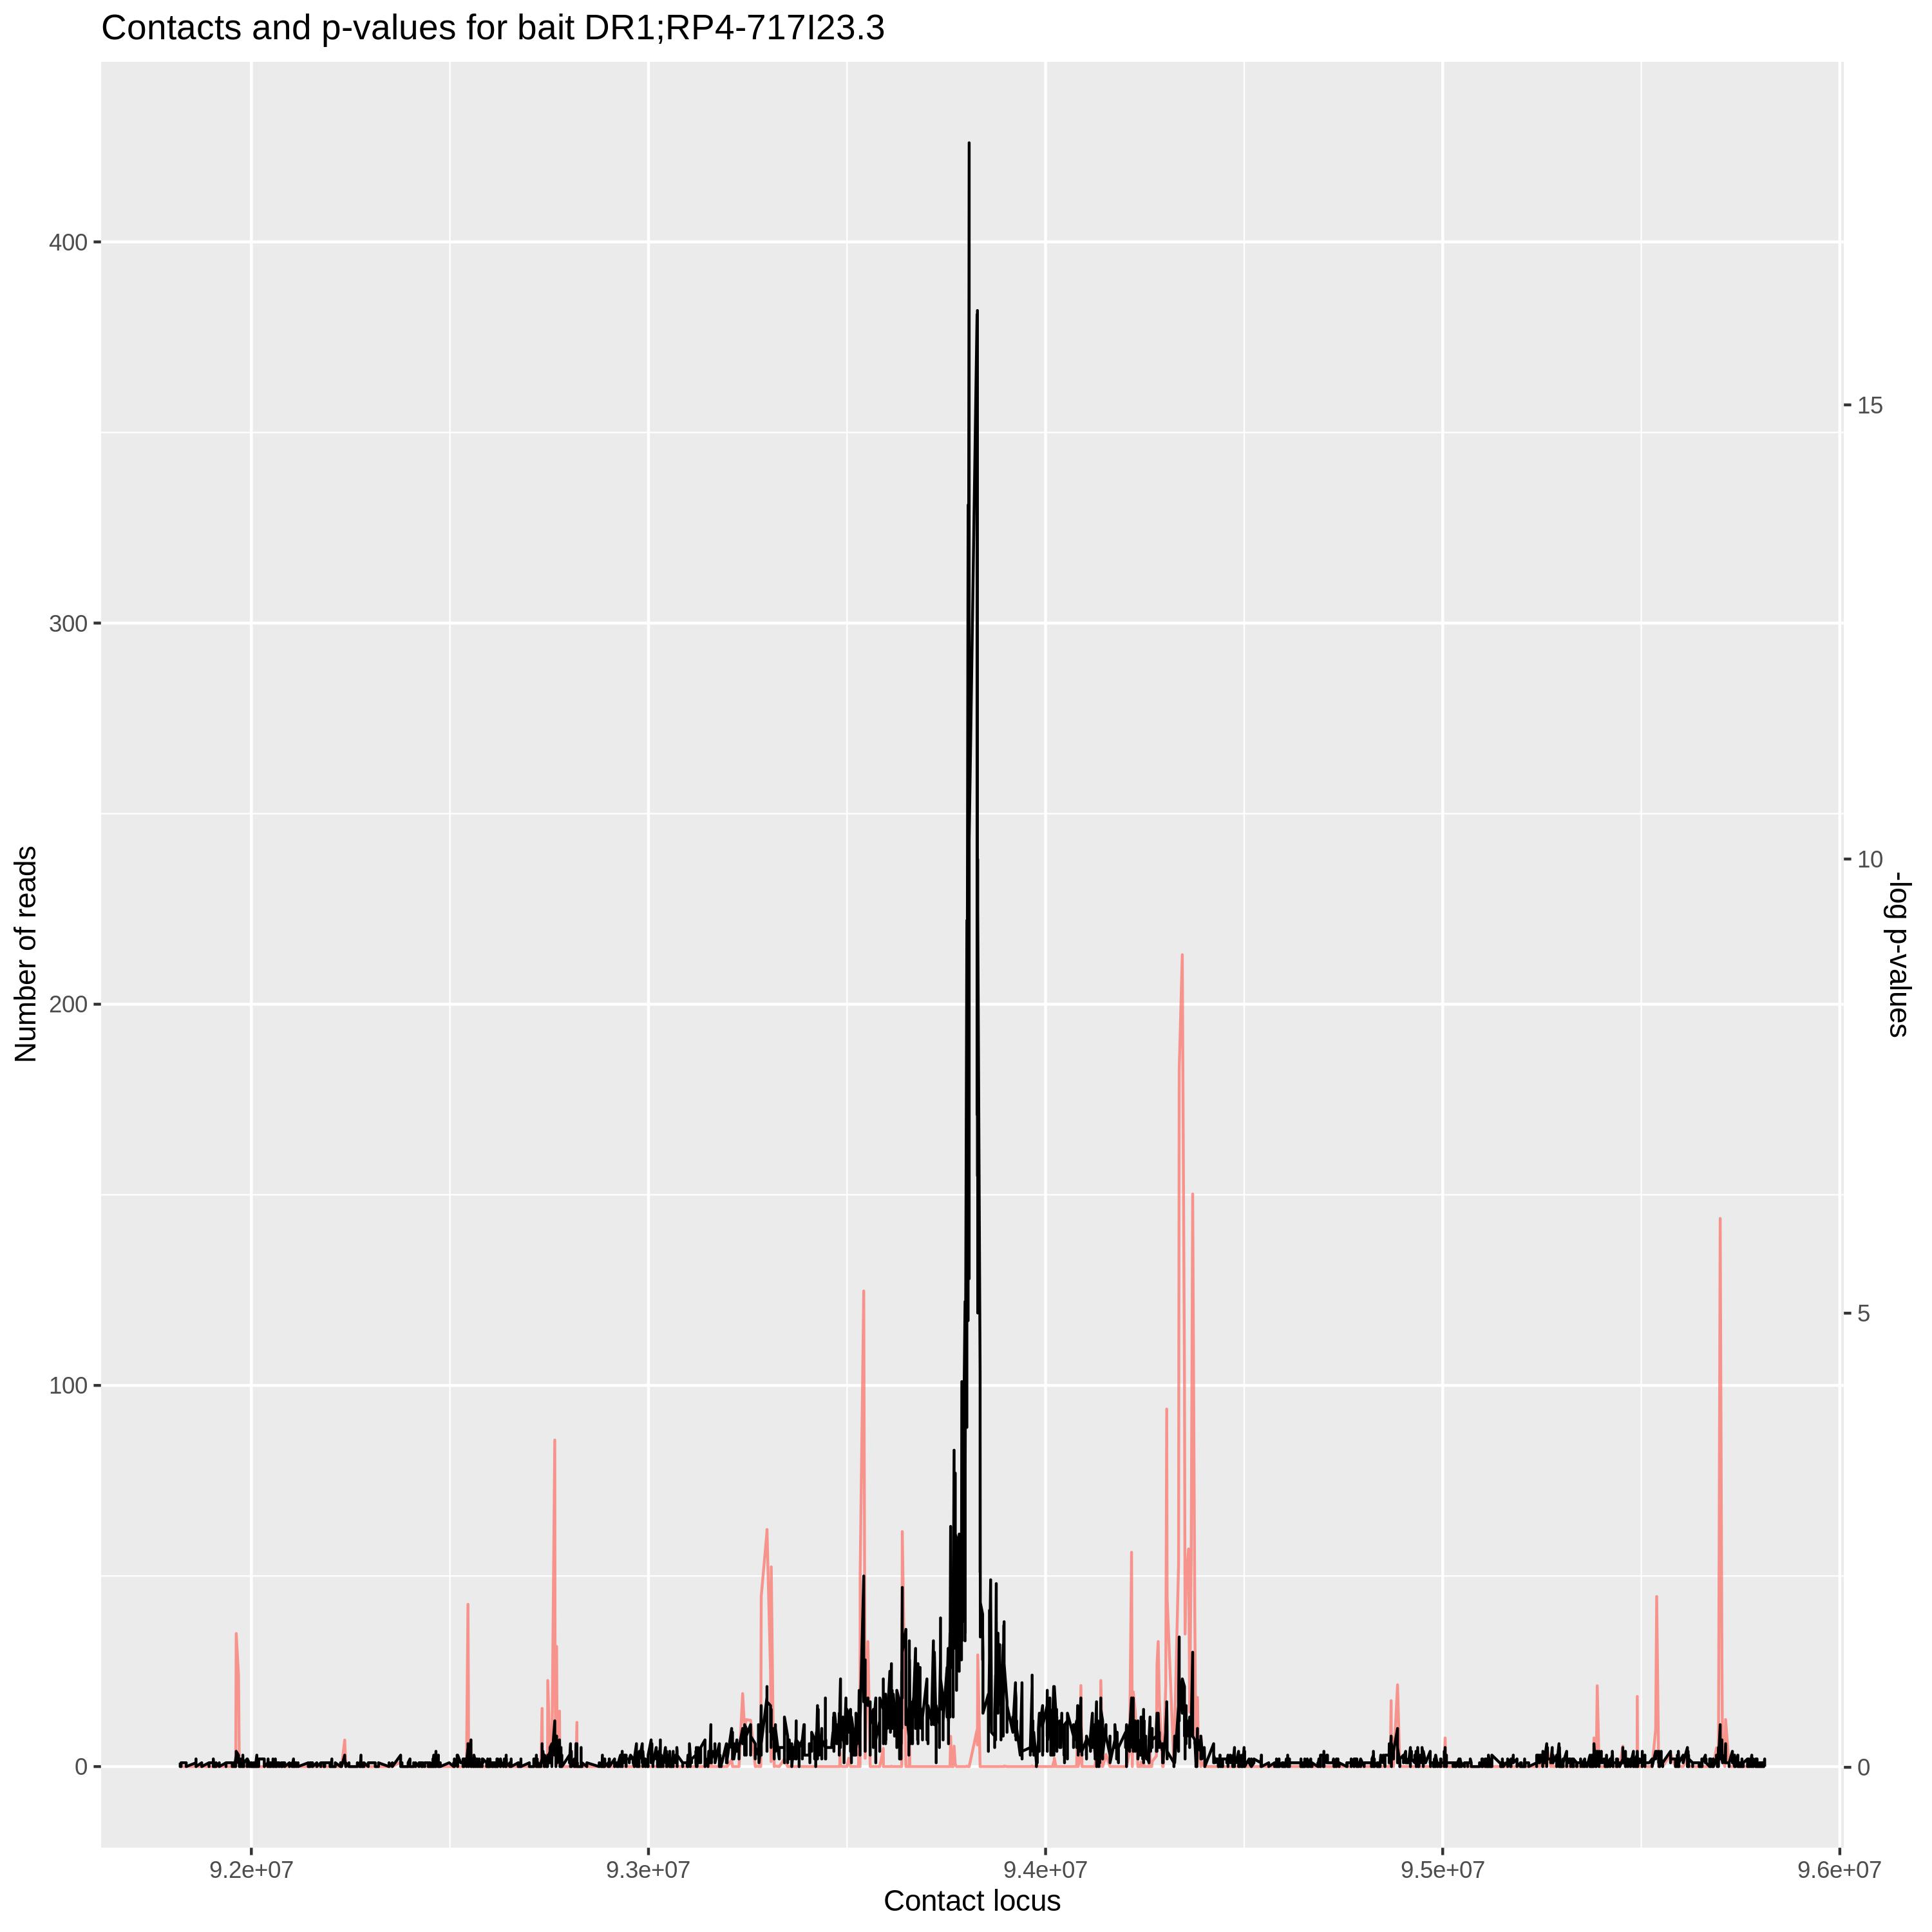 Contacts and p-values for bait DR1;RP4-717I23.3
400
300
200
100
0
Number of reads
15
10
5
0
-log p-values
9.2e+07 9.3e+07 9.4e+07 9.5e+07 9.6e+07
Contact locus